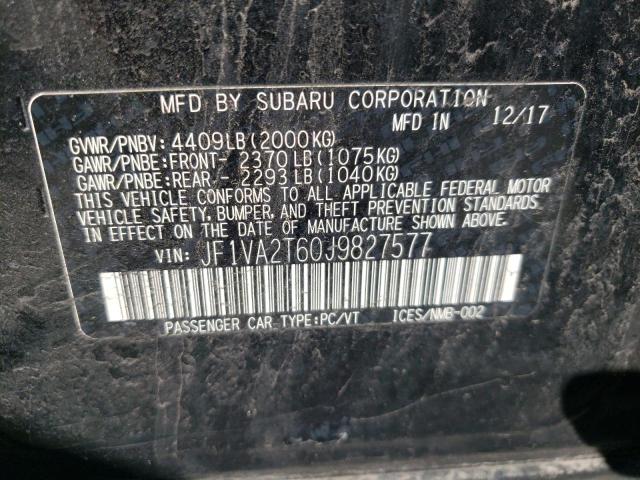 MFD BY SUBARU CORPORATION
MFD IN 12/17
GVWR/PNBV: 4409LB(2000KG)
GAWR/PNBE:FRONT- 2370LB(1075KG)
GAWR/PNBE:REAR - 2293LB(1040KG)
THIS VEHICLE CONFORMS TO ALL APPLICABLE FEDERAL MOTOR
VEHICLE SAFETY, BUMPER, AND THEFT PREVENTION STANDARDS
IN EFFECT ON THE DATE OF MANUFACTURE SHOWN ABOVE.
VIN: JF1VA2T60J9827577
PASSENGER CAR TYPE:PC/VT ICES/NMB-002